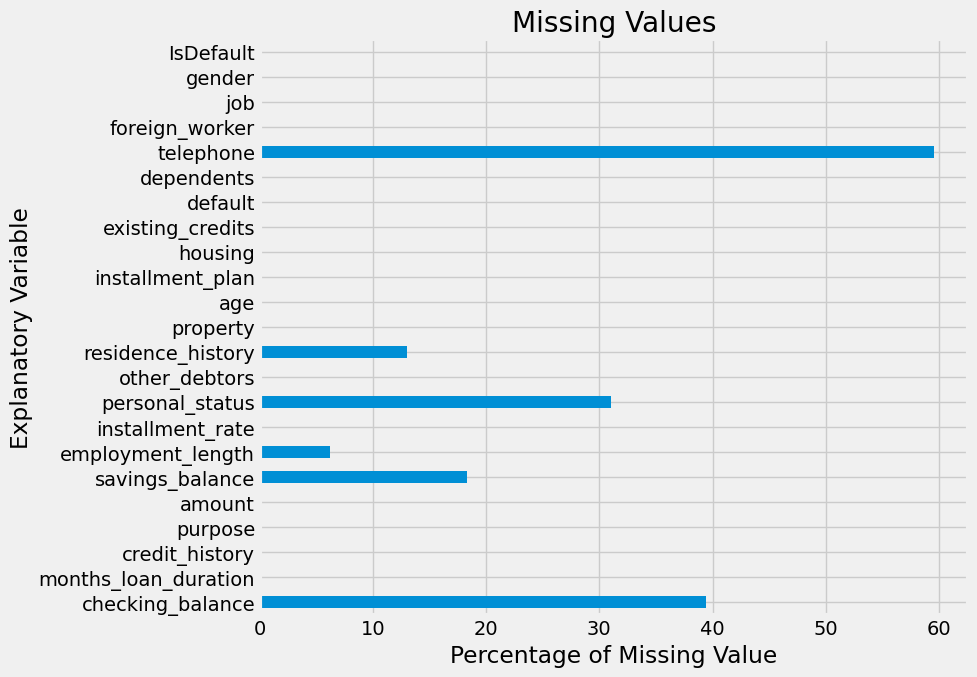 Missing Values
Explanatory Variable
IsDefault
gender
job
foreign_worker
telephone
dependents
default
existing_credits
housing
installment_plan
age
property
residence_history
other_debtors
personal_status
installment_rate
employment_length
savings_balance
amount
purpose
credit_history
months_loan_duration
checking_balance
0 10 20 30 40 50 60
Percentage of Missing Value